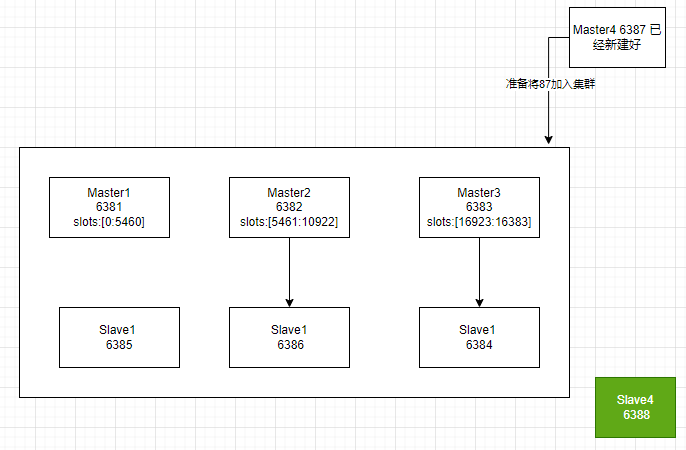 Master4 6387 已
经新建好
准备将87加入集群
Master1
6381
slots:[0:5460]
Master2
6382
slots:[5461:10922]
Master3
6383
slots:[16923:16383]
Slave1
6385
Slave1
6386
Slave1
6384
Slave4
6388